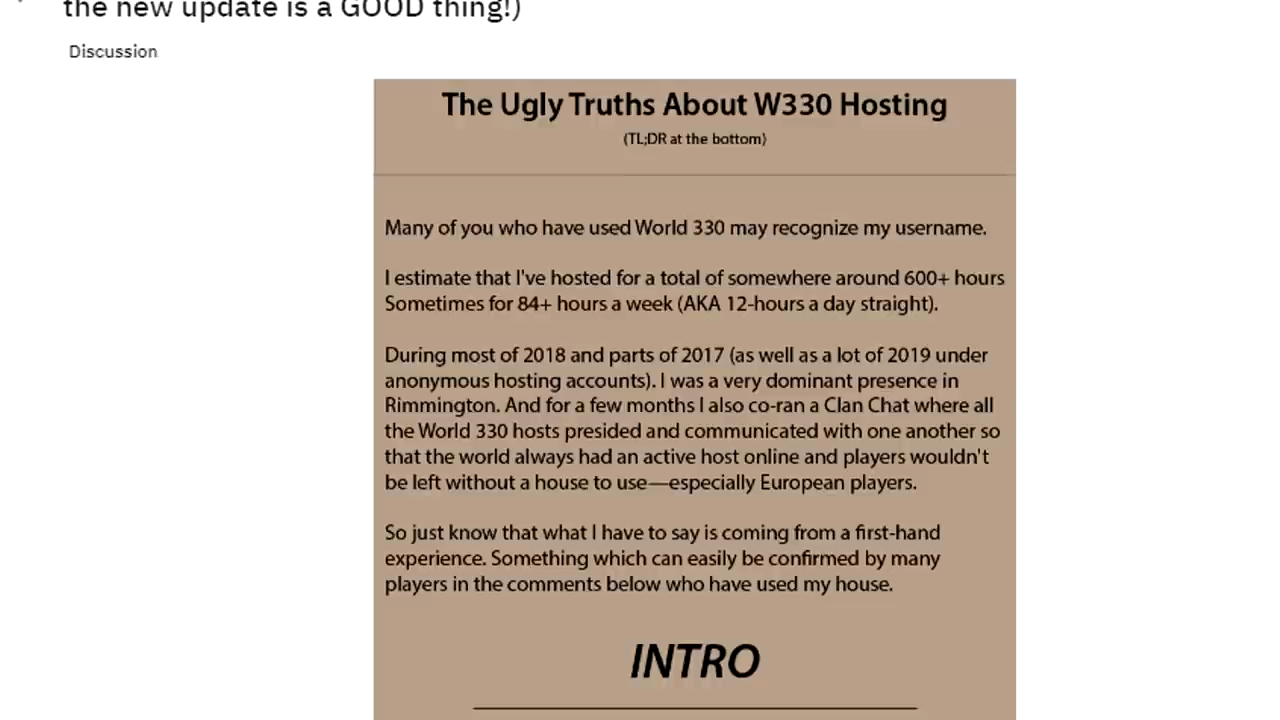 the new update is a GOOD thing!)
Discussion
The Ugly Truths About W330 Hosting
(TL;DR at the bottom)
Many of you who have used World 330 may recognize my username.
I estimate that I've hosted for a total of somewhere around 600+ hours
Sometimes for 84+ hours a week (AKA 12-hours a day straight).
During most of 2018 and parts of 2017 (as well as a lot of 2019 under
anonymous hosting accounts). I was a very dominant presence in
Rimmington. And for a few months I also co-ran a Clan Chat where all
the World 330 hosts presided and communicated with one another so
that the world always had an active host online and players wouldn't
be left without a house to use—especially European players.
So just know that what I have to say is coming from a first-hand
experience. Something which can easily be confirmed by many
players in the comments below who have used my house.
INTRO